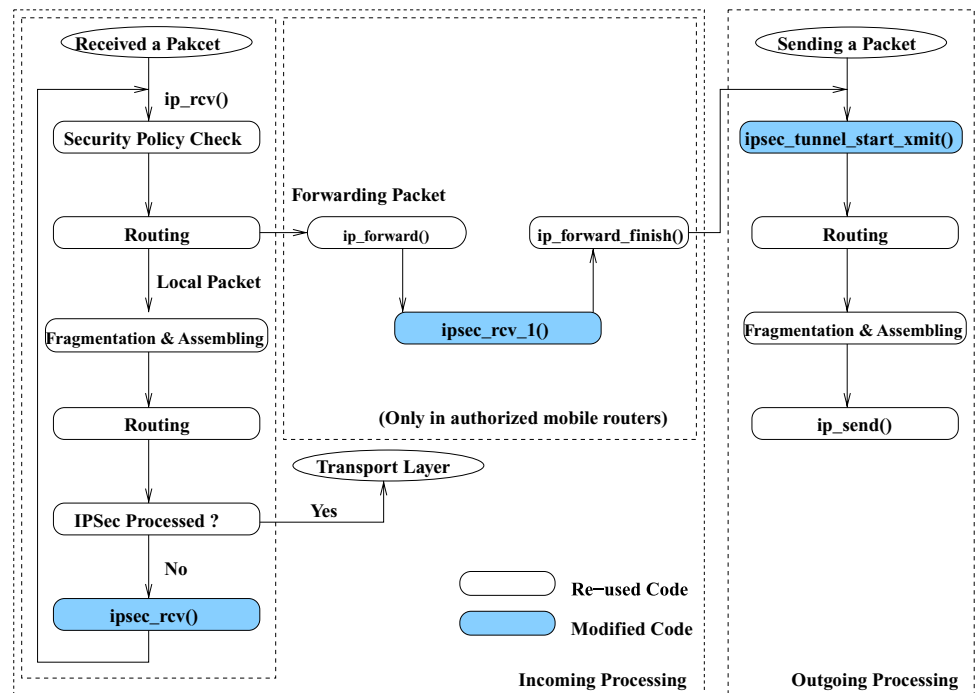 Received a Pakcet
ip_rcv()
Security Policy Check
Routing
Local Packet
Fragmentation & Assembling
Routing
IPSec Processed ?
Yes
Transport Layer
No
ipsec_rcv()
Forwarding Packet
ip_forward()
ipsec_rcv_1()
ip_forward_finish()
(Only in authorized mobile routers)
Re-used Code
Modified Code
Incoming Processing
Sending a Packet
ipsec_tunnel_start_xmit()
Routing
Fragmentation & Assembling
ip_send()
Outgoing Processing